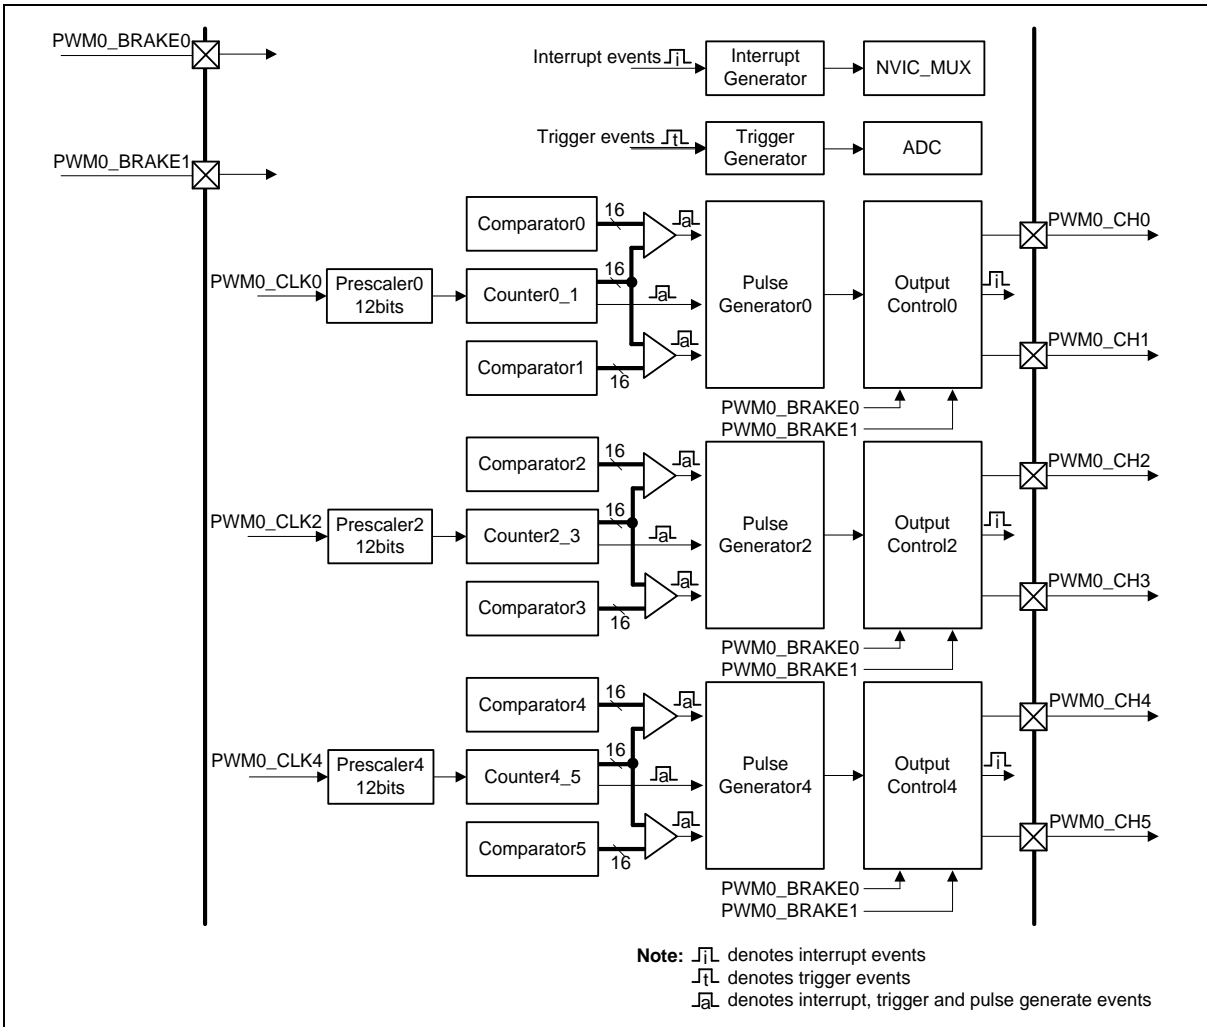 PWM0_BRAKE0
Interrupt events
i
Interrupt
Generator
NVIC_MUX
PWM0_BRAKE1
Trigger events
t
Trigger
Generator
ADC
Comparator0
16
a
PWM0_CH0
PWM0_CLK0
Prescaler0
12bits
Counter0_1
16
a
Pulse
Generator0
Output
Control0
i
Comparator1
16
a
PWM0_CH1
PWM0_BRAKE0
PWM0_BRAKE1
Comparator2
16
a
PWM0_CH2
PWM0_CLK2
Prescaler2
12bits
Counter2_3
16
a
Pulse
Generator2
Output
Control2
i
Comparator3
16
a
PWM0_CH3
PWM0_BRAKE0
PWM0_BRAKE1
Comparator4
16
a
PWM0_CH4
PWM0_CLK4
Prescaler4
12bits
Counter4_5
16
a
Pulse
Generator4
Output
Control4
i
Comparator5
16
a
PWM0_CH5
PWM0_BRAKE0
PWM0_BRAKE1
Note: i denotes interrupt events
t denotes trigger events
a denotes interrupt, trigger and pulse generate events